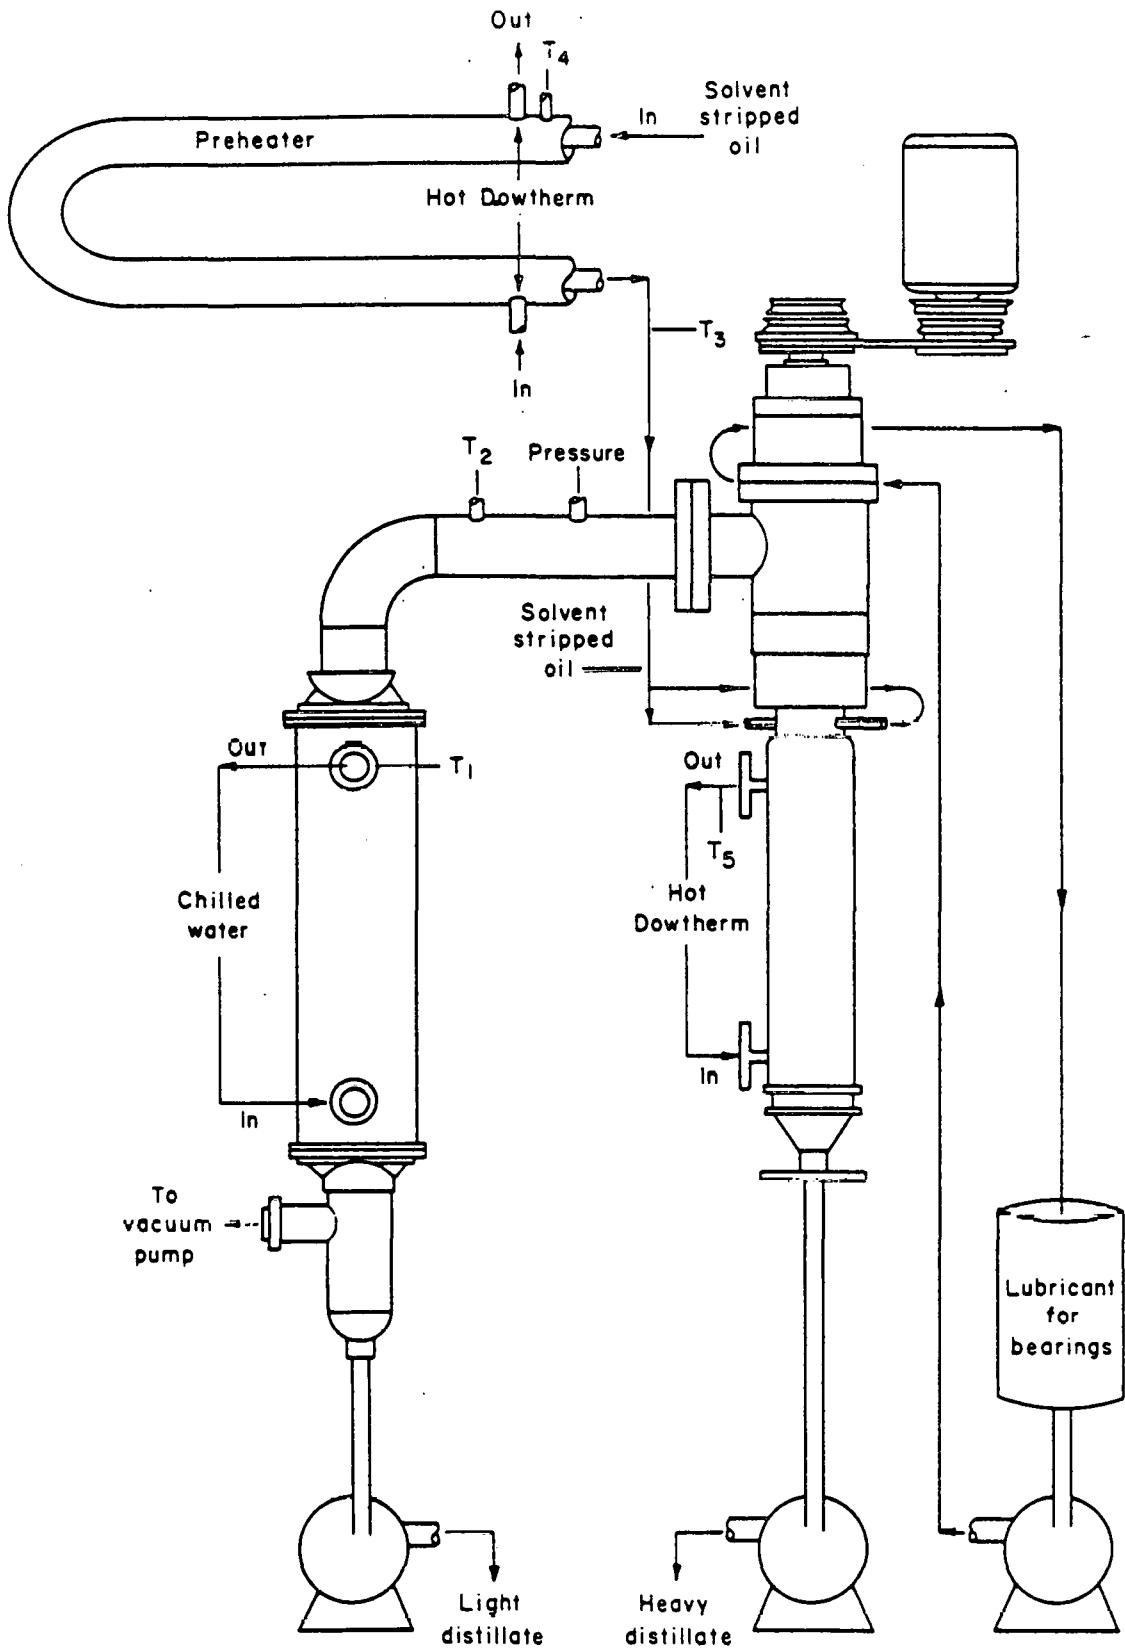 Out
T4
Solvent
stripped
oil
In
Preheater
Hot Dowtherm
T3
In
T2
Pressure
Solvent
stripped
oil
Out
T1
Out
T5
Chilled
water
Hot
Dowtherm
In
In
To
vacuum
pump
Lubricant
for
bearings
Light
distillate
Heavy
distillate